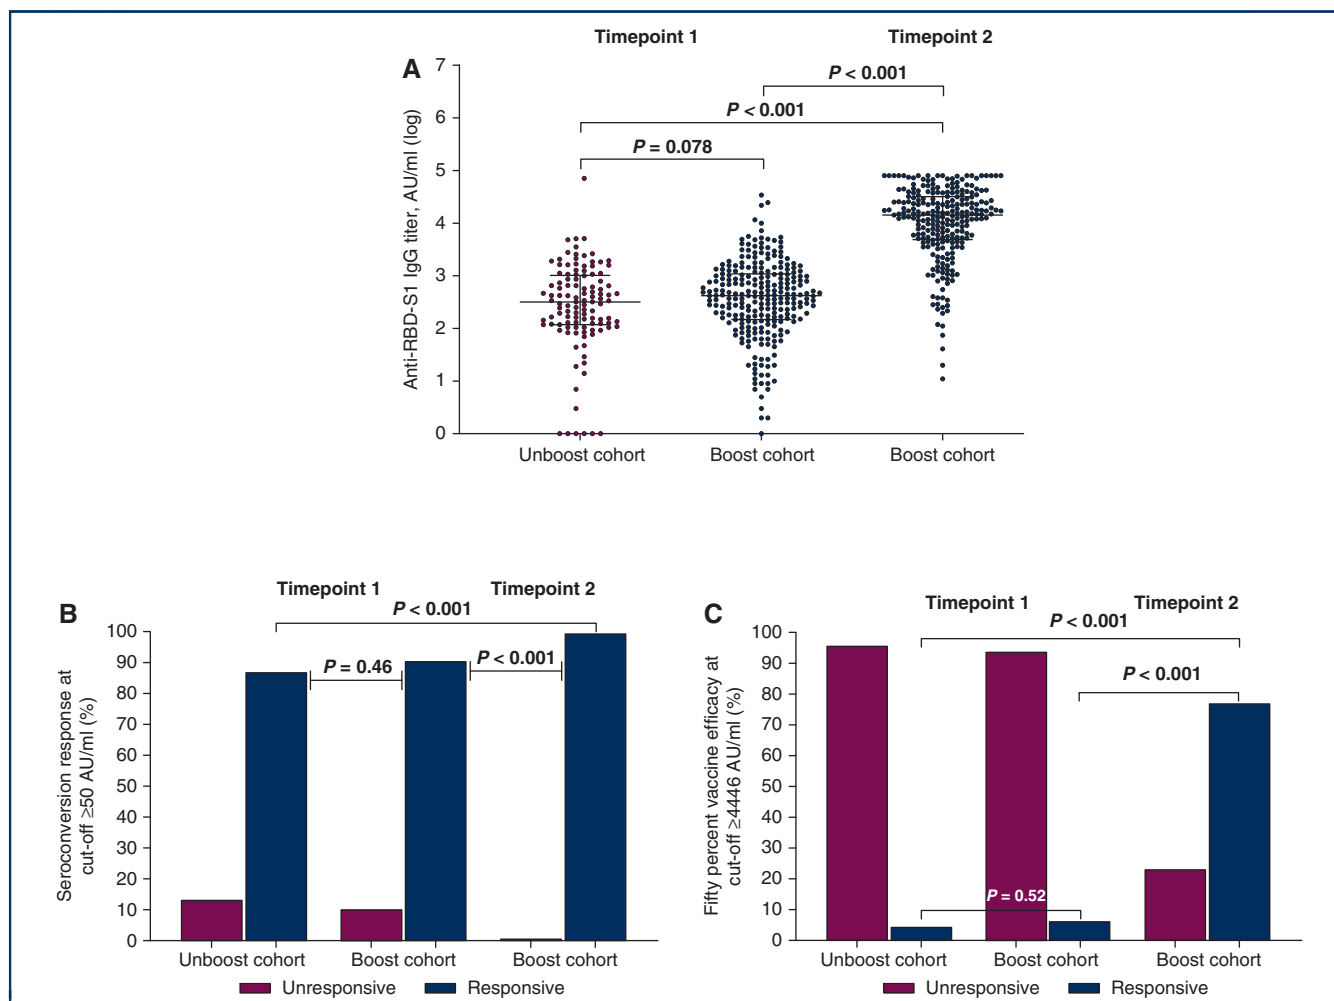 Timepoint 1 Timepoint 2
A
7
6
5
4
3
2
1
0
Anti-RBD-S1 IgG titer, AU/ml (log)
P < 0.001
P < 0.001
P = 0.078
Unboost cohort Boost cohort Boost cohort
B
Timepoint 1 Timepoint 2
P < 0.001
P = 0.46
P < 0.001
100
90
80
70
60
50
40
30
20
10
0
Seroconversion response at
cut-off ≥50 AU/ml (%)
Unboost cohort Boost cohort Boost cohort
Unresponsive Responsive
C
Timepoint 1 Timepoint 2
P < 0.001
P < 0.001
P = 0.52
100
90
80
70
60
50
40
30
20
10
0
Fifty percent vaccine efficacy at
cut-off ≥4446 AU/ml (%)
Unboost cohort Boost cohort Boost cohort
Unresponsive Responsive